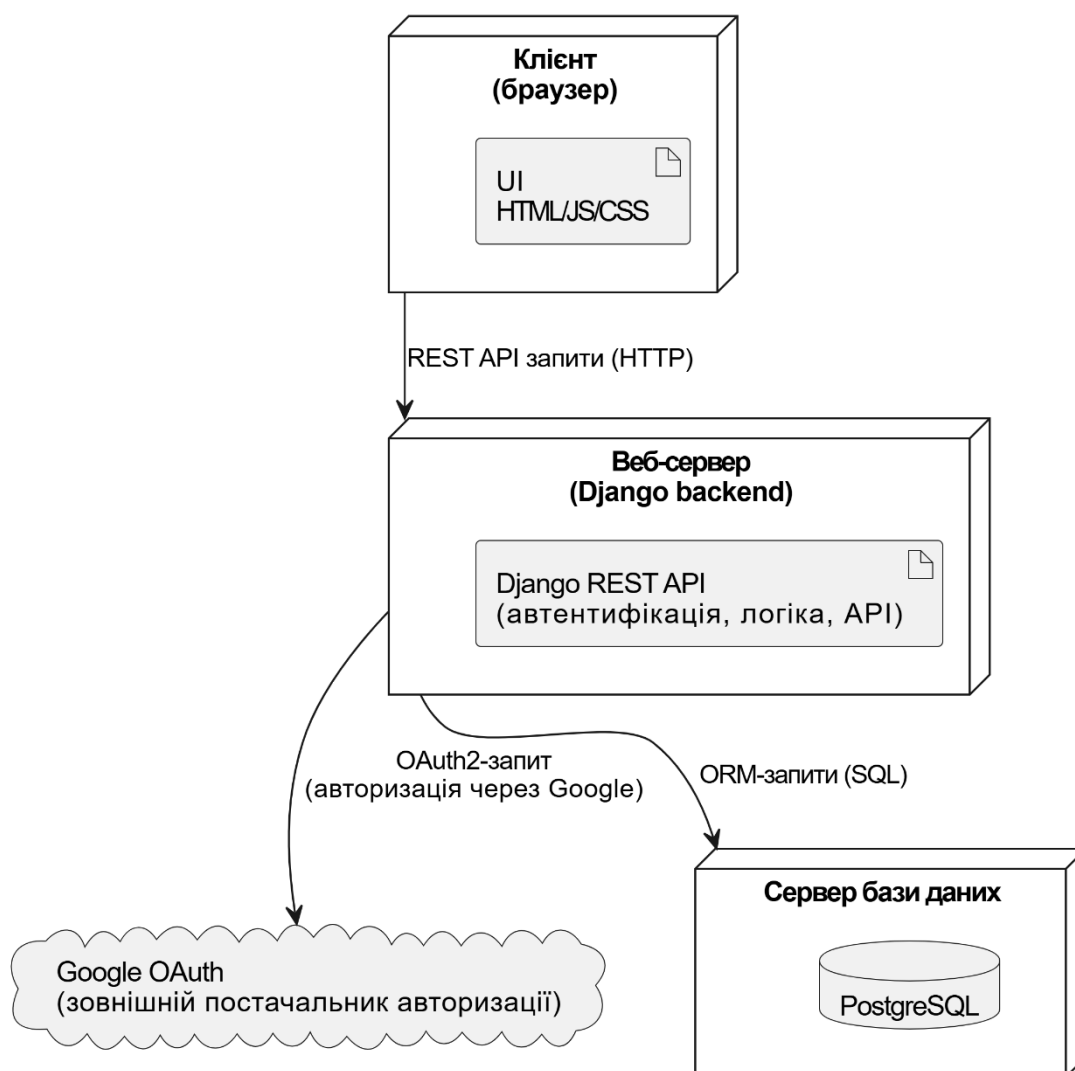 Клієнт
(браузер)
UI
HTML/JS/CSS
REST API запити (HTTP)
Веб-сервер
(Django backend)
Django REST API
(автентифікація, логіка, API)
OAuth2-запит
(авторизація через Google)
ORM-запити (SQL)
Сервер бази даних
Google OAuth
(зовнішній постачальник авторизації)
PostgreSQL